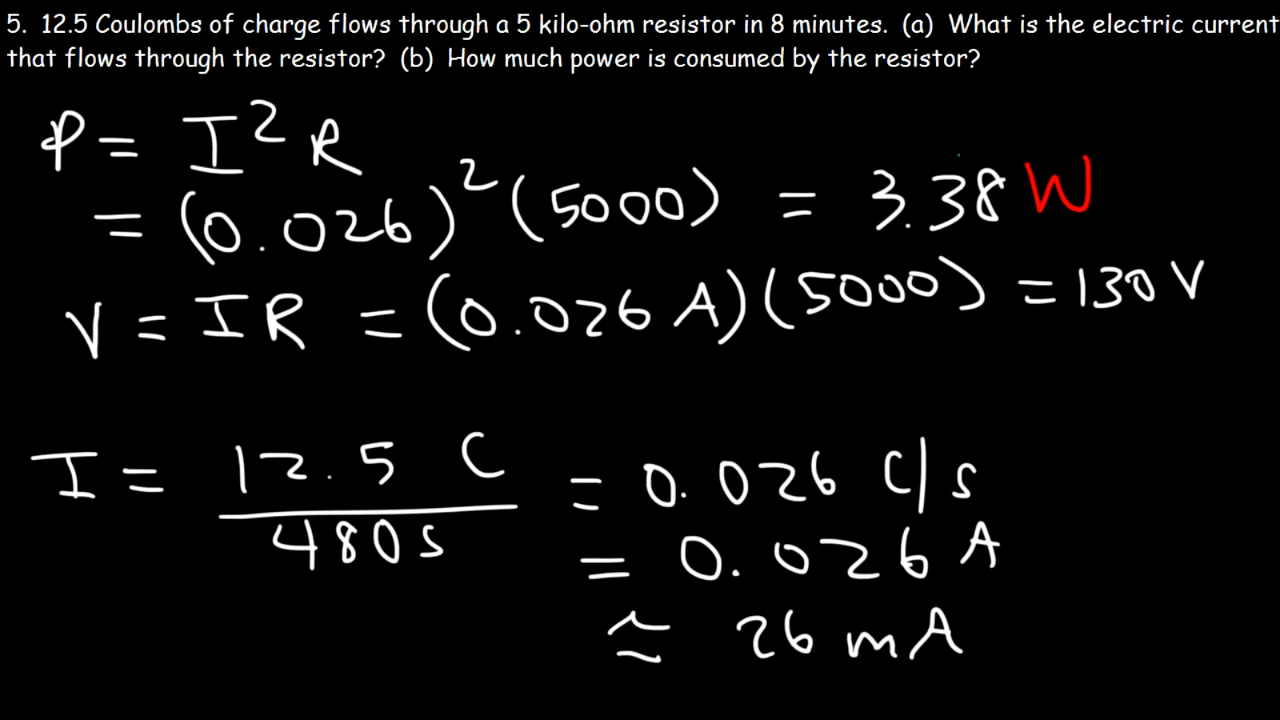 5. 12.5 Coulombs of charge flows through a 5 kilo-ohm resistor in 8 minutes. (a) What is the electric current
that flows through the resistor? (b) How much power is consumed by the resistor?
P = I² R
= (0.026)² (5000) = 3.38 W
V = IR = (0.026 A)(5000) = 130 V
I = 12.5 C = 0.026 C/s
480 s
= 0.026 A
≈ 26 mA